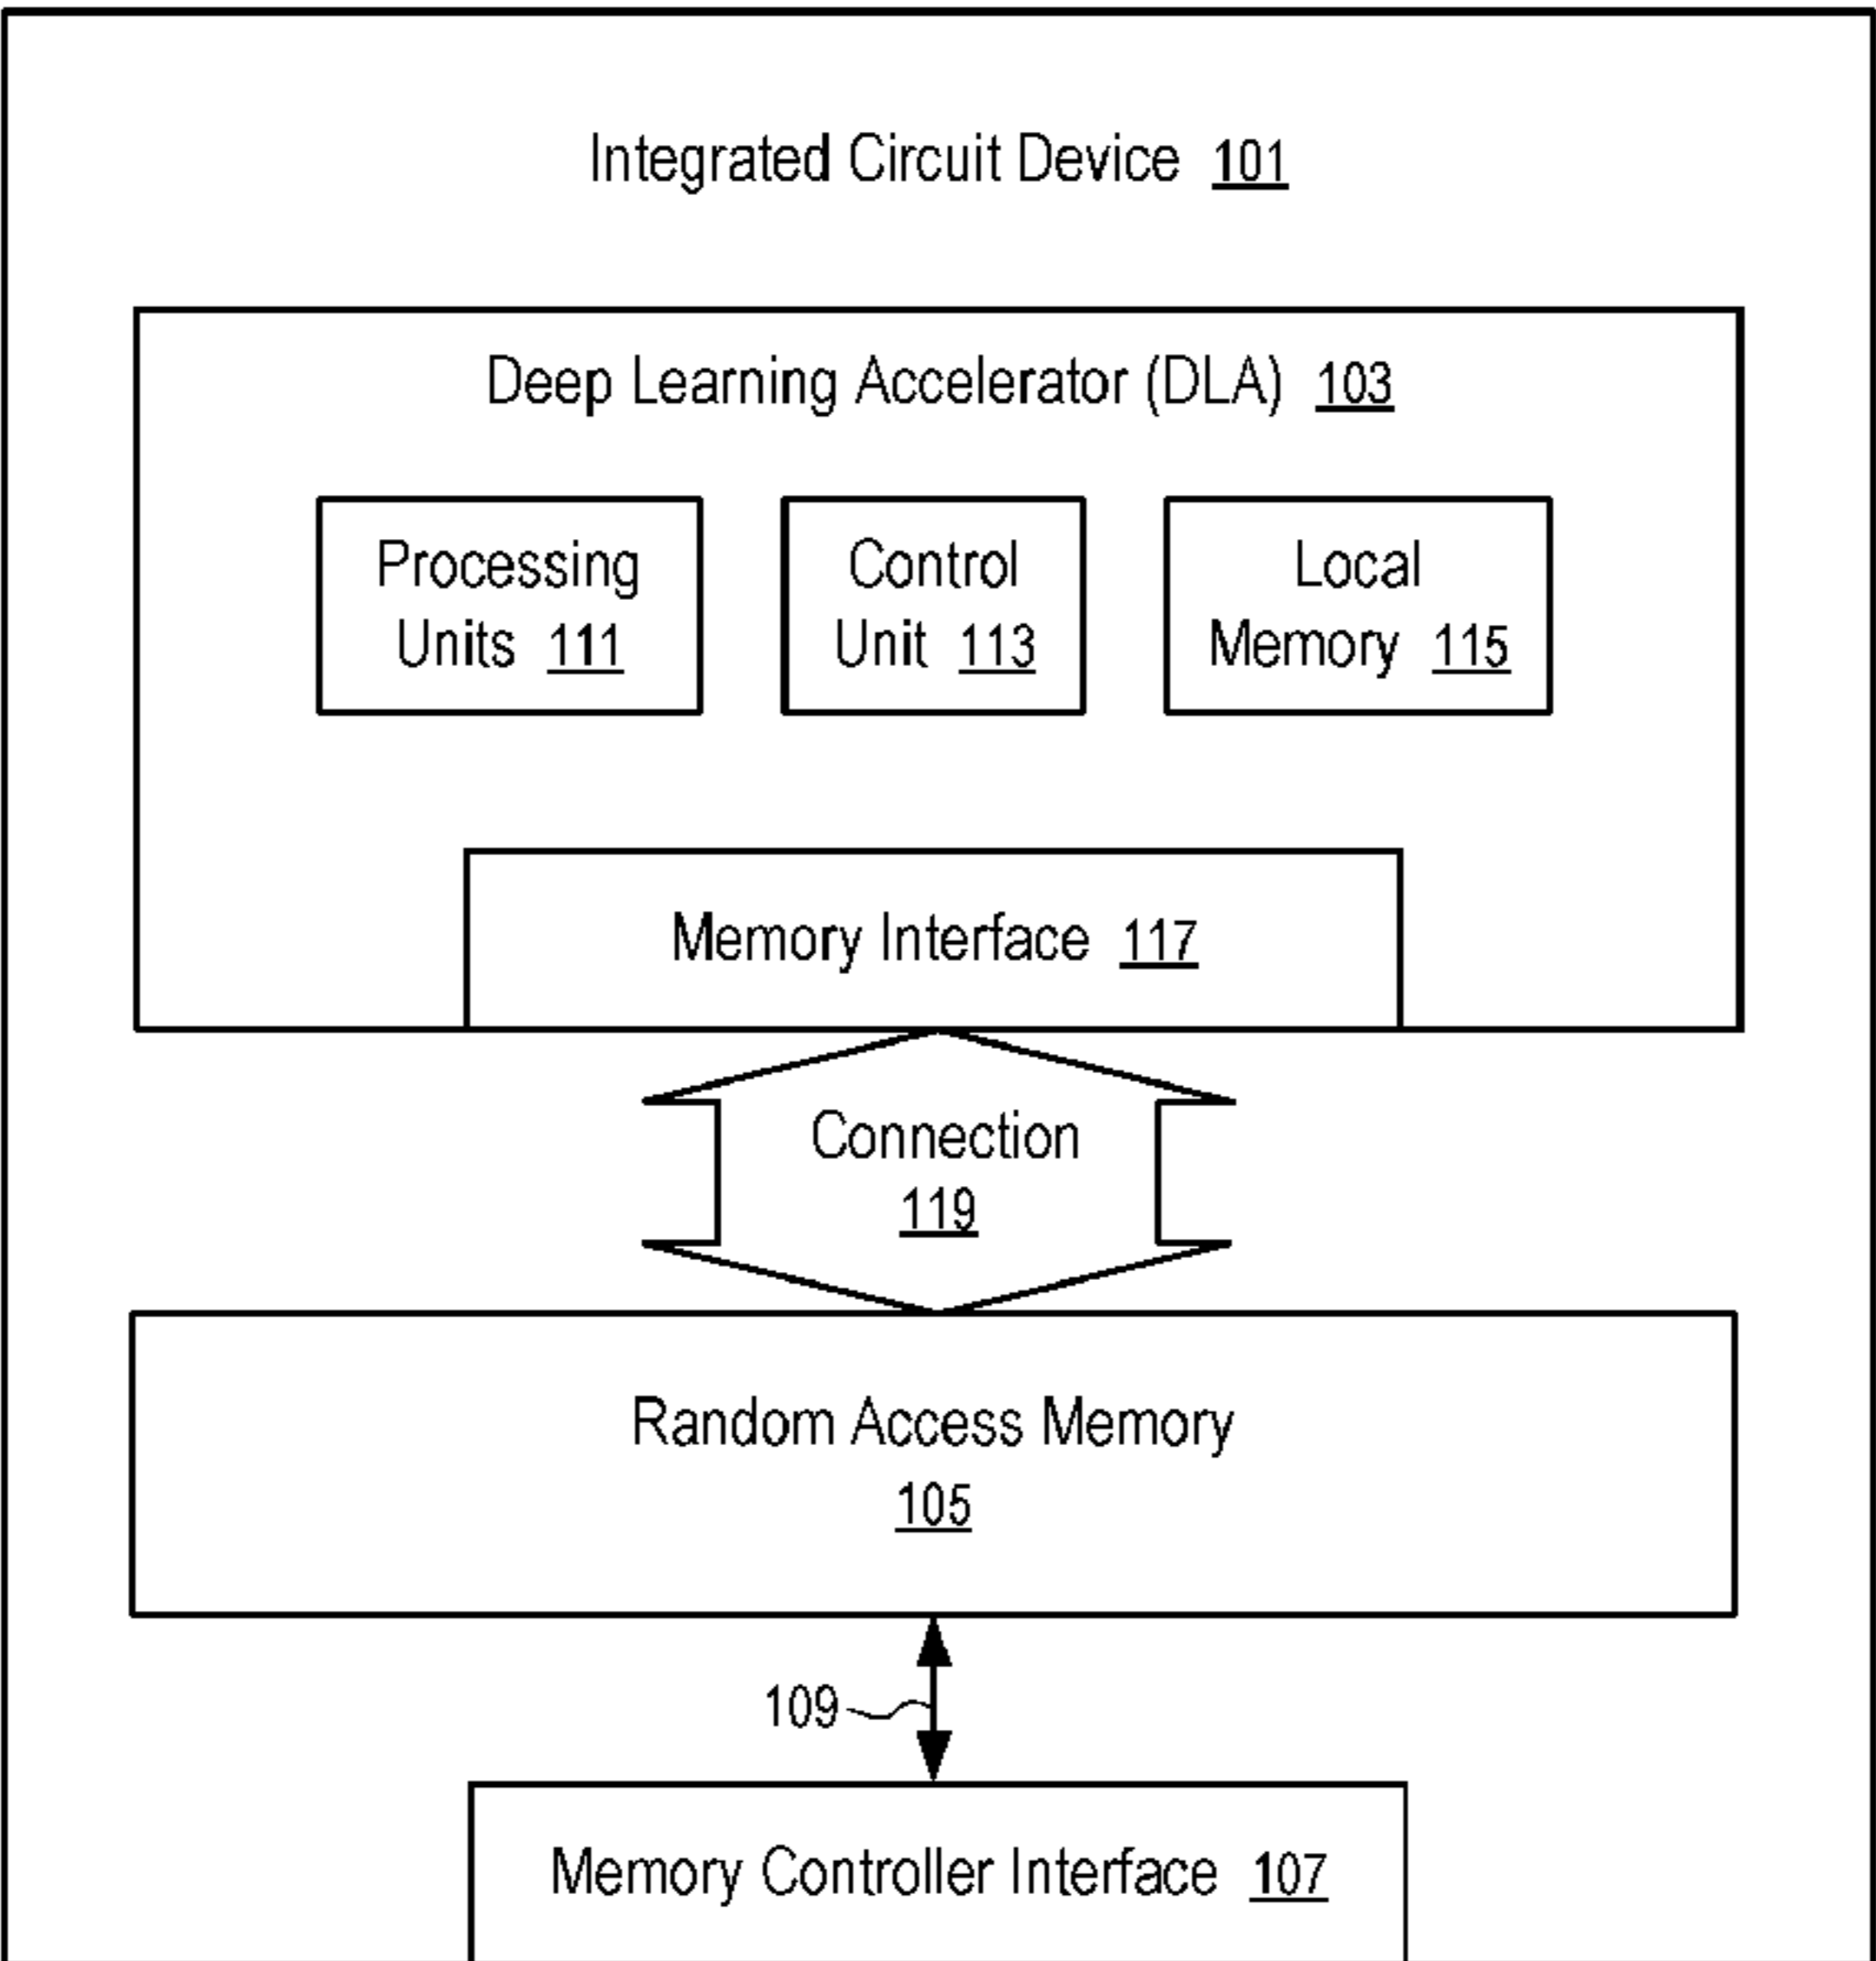 Integrated Circuit Device 101
Deep Learning Accelerator (DLA) 103
Processing
Units 111
Control
Unit 113
Local
Memory 115
Memory Interface 117
Connection
119
Random Access Memory
105
109
Memory Controller Interface 107